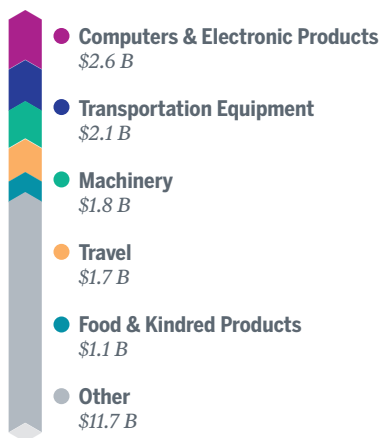 Computers & Electronic Products
$2.6 B
Transportation Equipment
$2.1 B
Machinery
$1.8 B
Travel
$1.7 B
Food & Kindred Products
$1.1 B
Other
$11.7 B